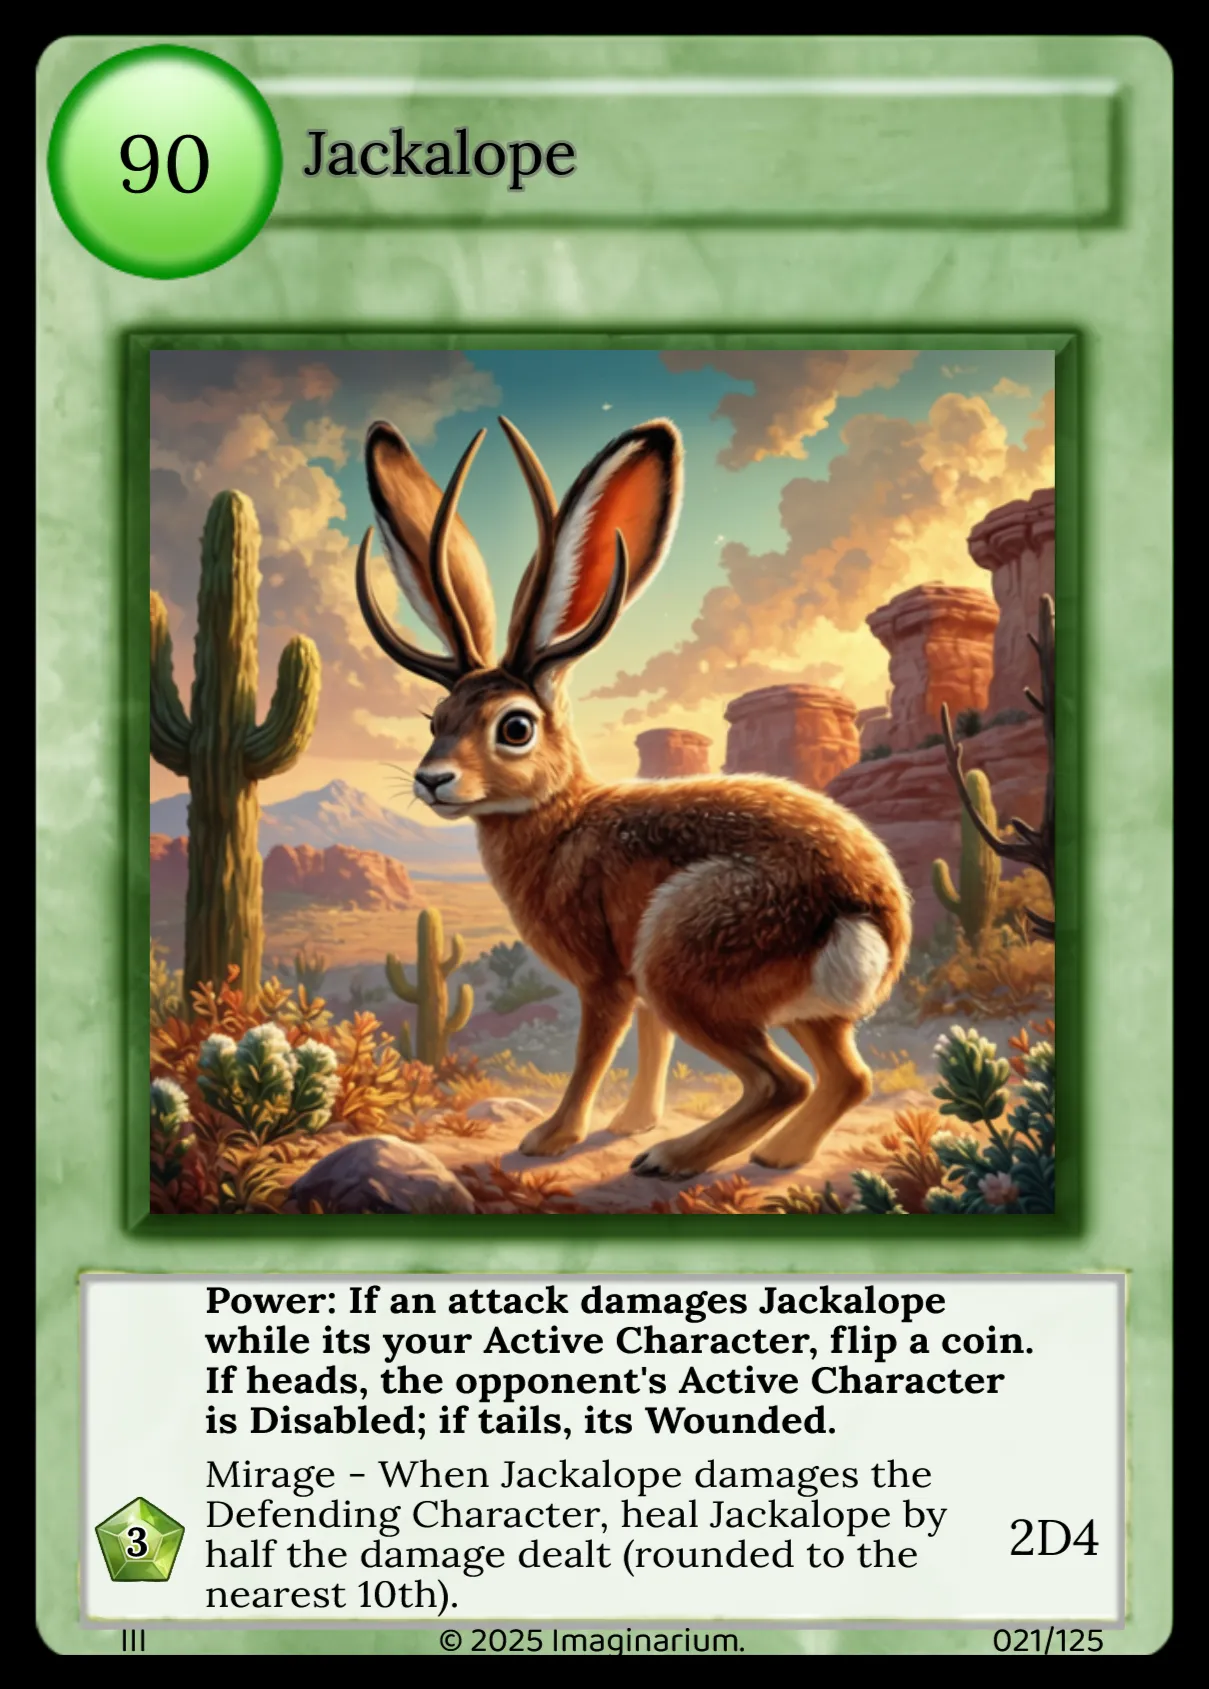 90
Jackalope
Power: If an attack damages Jackalope
while its your Active Character, flip a coin.
If heads, the opponent's Active Character
is Disabled; if tails, its Wounded.
Mirage - When Jackalope damages the
Defending Character, heal Jackalope by
half the damage dealt (rounded to the
nearest 10th).
3
2D4
III
© 2025 Imaginarium.
021/125